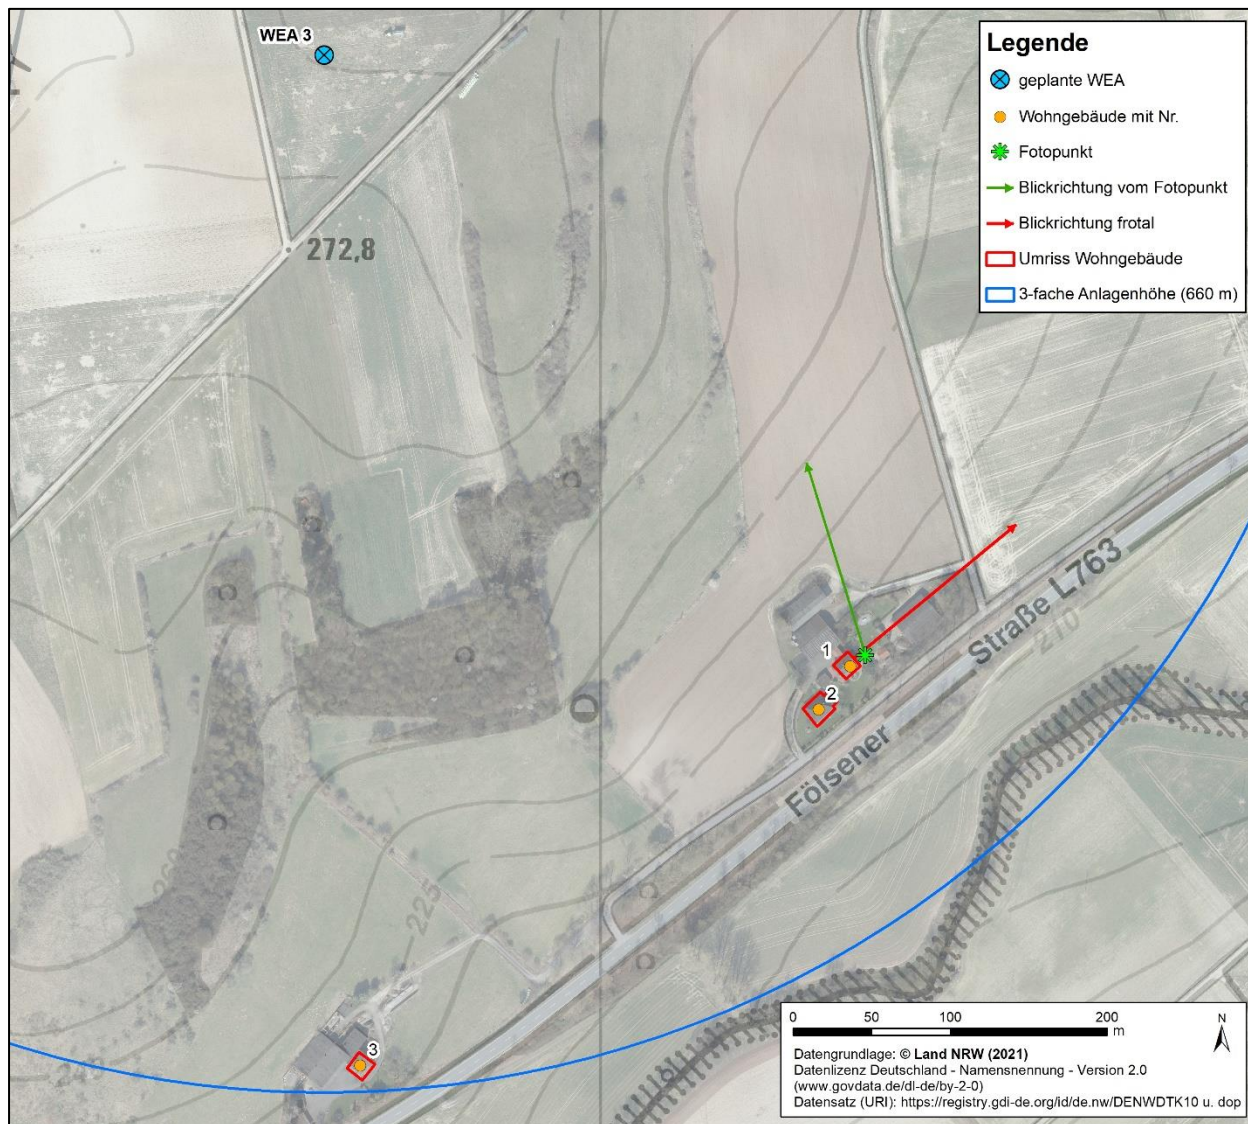 WEA 3
Legende
geplante WEA
Wohngebäude mit Nr.
Fotopunkt
Blickrichtung vom Fotopunkt
Blickrichtung frotal
Umriss Wohngebäude
3-fache Anlagenhöhe (660 m)
272,8
Fölsener Straße L763
210
1
2
225
3
0 50 100 200
m
N
Datengrundlage: © Land NRW (2021)
Datenlizenz Deutschland - Namensnennung - Version 2.0
(www.govdata.de/dl-de/by-2-0)
Datensatz (URI): https://registry.gdi-de.org/id/de.nw/DENWDTK10 u. dop